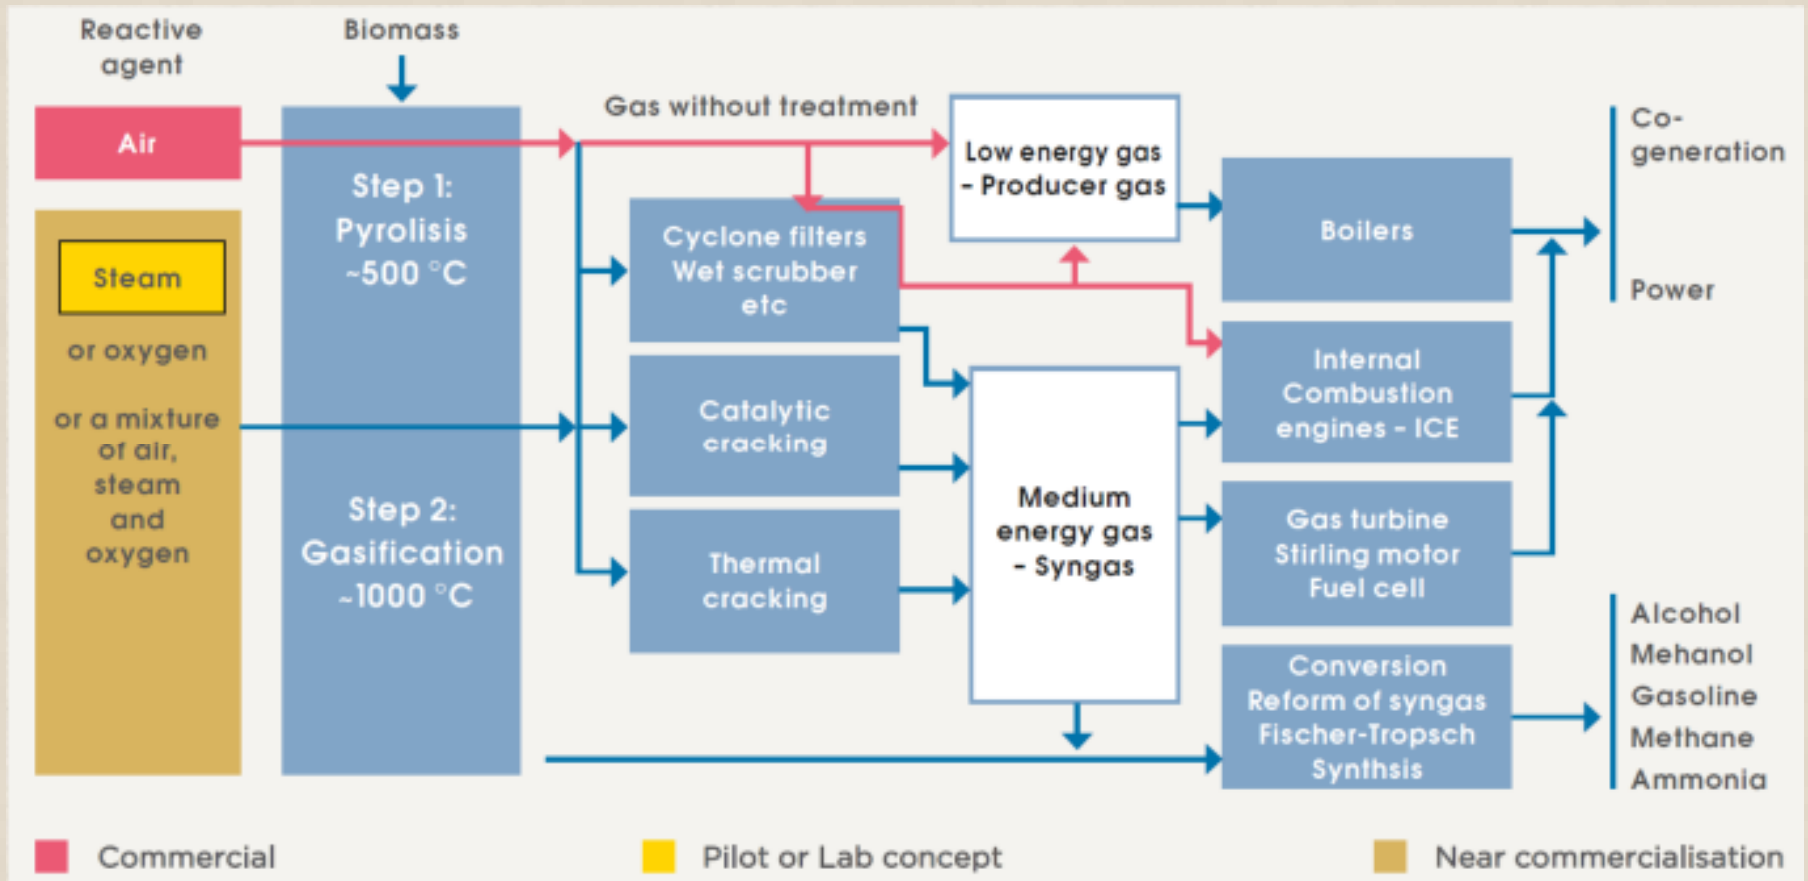 Reactive
agent
Biomass
Air
Steam
or oxygen
or a mixture
of air,
steam
and
oxygen
Step 1:
Pyrolisis
~500 °C
Step 2:
Gasification
~1000 °C
Gas without treatment
Cyclone filters
Wet scrubber
etc
Catalytic
cracking
Thermal
cracking
Low energy gas
- Producer gas
Medium
energy gas
- Syngas
Boilers
Internal
Combustion
engines - ICE
Gas turbine
Stirling motor
Fuel cell
Conversion
Reform of syngas
Fischer-Tropsch
Synthsis
Co-
generation
Power
Alcohol
Mehanol
Gasoline
Methane
Ammonia
Commercial
Pilot or Lab concept
Near commercialisation